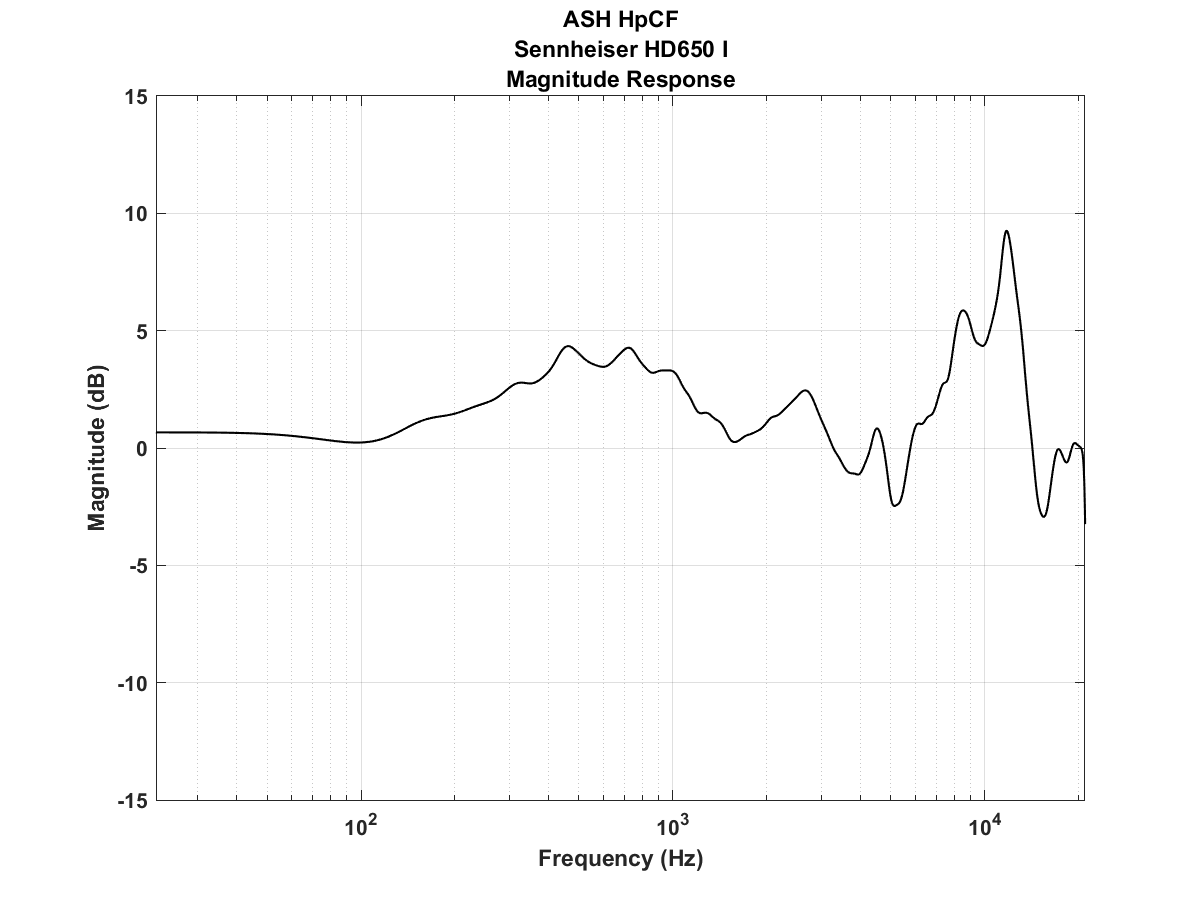 ASH HpCF
Sennheiser HD650 I
Magnitude Response
15
10
5
0
-5
-10
-15
Magnitude (dB)
10² 10³ 10⁴
Frequency (Hz)